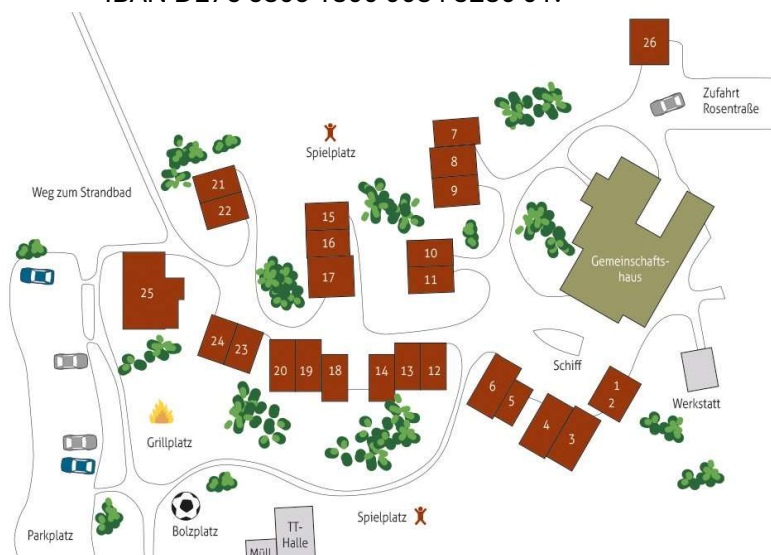 26
Zufahrt
Rosentraße
7
Spielplatz
8
21
Weg zum Strandbad
9
22
15
16
10
Gemeinschafts-
haus
17
11
25
24
23
Schiff
20
19
18
14
13
12
6
5
1
2
Werkstatt
4
3
Grillplatz
Spielplatz
Bolzplatz
TT-
Halle
Parkplatz
Müll